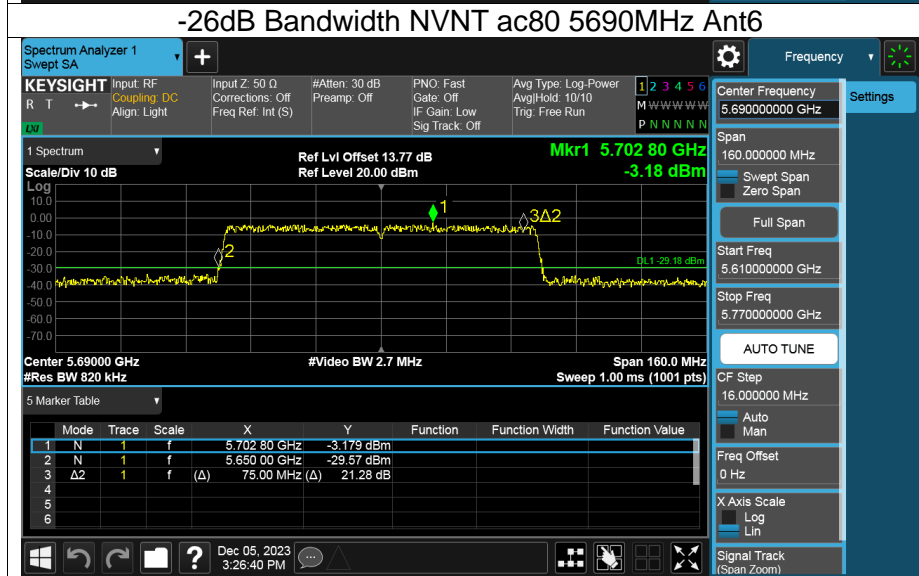 -26dB Bandwidth NVNT ac80 5690MHz Ant6
Spectrum Analyzer 1
Swept SA
+
Frequency
KEYSIGHT
R T
LXI
Input: RF
Coupling: DC
Align: Light
Input Z: 50 Ω
Corrections: Off
Freq Ref: Int (S)
#Atten: 30 dB
Preamp: Off
PNO: Fast
Gate: Off
IF Gain: Low
Sig Track: Off
Avg Type: Log-Power
Avg|Hold: 10/10
Trig: Free Run
1 2 3 4 5 6
M W W W W W
P N N N N N
Center Frequency
5.690000000 GHz
Settings
Span
160.000000 MHz
Swept Span
Zero Span
Full Span
Start Freq
5.610000000 GHz
Stop Freq
5.770000000 GHz
AUTO TUNE
CF Step
16.000000 MHz
Auto
Man
Freq Offset
0 Hz
X Axis Scale
Log
Lin
Signal Track
(Span Zoom)
1 Spectrum
Scale/Div 10 dB
Ref Lvl Offset 13.77 dB
Ref Level 20.00 dBm
Mkr1 5.702 80 GHz
-3.18 dBm
Log
10.0
0.00
-10.0
-20.0
-30.0
-40.0
-50.0
-60.0
-70.0
1
2
3Δ2
DL1 -29.18 dBm
Center 5.69000 GHz
#Video BW 2.7 MHz
Span 160.0 MHz
#Res BW 820 kHz
Sweep 1.00 ms (1001 pts)
5 Marker Table
Mode Trace Scale X Y Function Function Width Function Value
1 N 1 f 5.702 80 GHz -3.179 dBm
2 N 1 f 5.650 00 GHz -29.57 dBm
3 Δ2 1 f (Δ) 75.00 MHz (Δ) 21.28 dB
4
5
6
?
Dec 05, 2023
3:26:40 PM